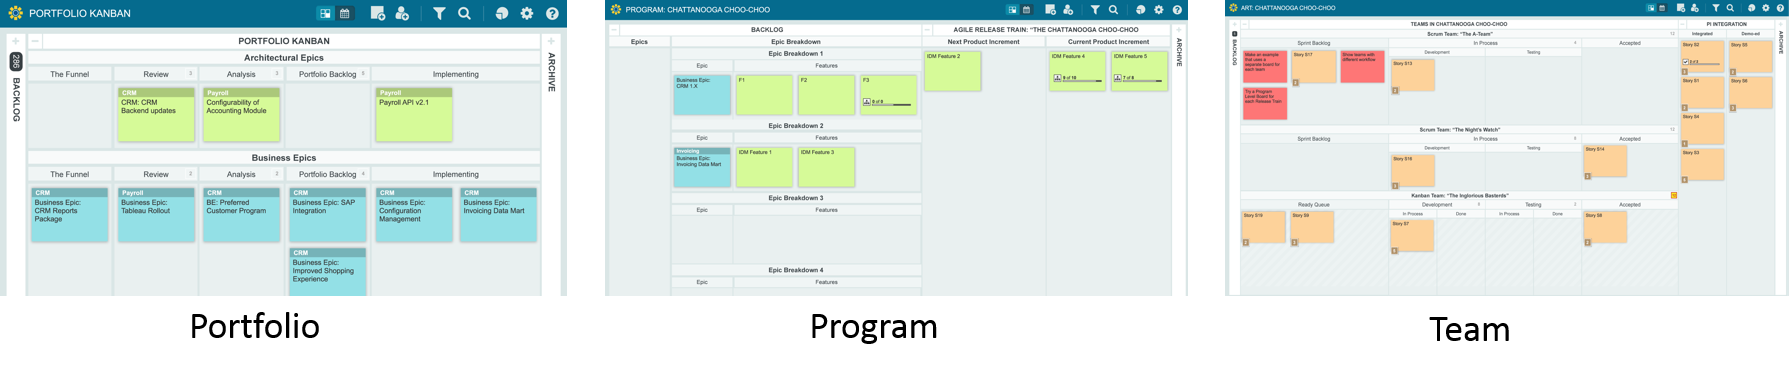 PORTFOLIO KANBAN
286
BACKLOG
PORTFOLIO KANBAN
Architectural Epics
The Funnel
Review 3
Analysis 3
Portfolio Backlog 5
Implementing
CRM
CRM: CRM
Backend updates
Payroll
Configurability of
Accounting Module
Payroll
Payroll API v2.1
Business Epics
The Funnel
Review 2
Analysis 3
Portfolio Backlog 4
Implementing
CRM
Business Epic:
CRM Reports
Package
Payroll
Business Epic:
Tableau Rollout
CRM
BE: Preferred
Customer Program
CRM
Business Epic: SAP
Integration
CRM
Business Epic:
Configuration
Management
CRM
Business Epic:
Invoicing Data Mart
CRM
Business Epic:
Improved Shopping
Experience
ARCHIVE
Portfolio
PROGRAM: CHATTANOOGA CHOO-CHOO
BACKLOG
Epics
Epic Breakdown
Epic Breakdown 1
Epic
Features
Business Epic:
CRM 1.X
F1
F2
F3
6 of 8
Epic Breakdown 2
Epic
Features
Invoicing
Business Epic:
Invoicing Data Mart
IDM Feature 1
IDM Feature 3
Epic Breakdown 3
Epic
Features
Epic Breakdown 4
Epic
Features
AGILE RELEASE TRAIN: "THE CHATTANOOGA CHOO-CHOO
Next Product Increment
Current Product Increment
IDM Feature 2
IDM Feature 4
9 of 16
IDM Feature 5
7 of 8
ARCHIVE
Program
ART: CHATTANOOGA CHOO-CHOO
BACKLOG
TEAMS IN CHATTANOOGA CHOO-CHOO
Scrum Team: "The A-Team" 12
Sprint Backlog
In Process
Development
Testing
Accepted
Make an example
that uses a
separate board for
each team
Story S17
Show teams with
different workflow
Try a Program
Level Board for
each Release Train
Story S13
Scrum Team: "The Night's Watch" 12
Sprint Backlog
In Process
Development
Testing
Accepted
Story S16
Story S14
Kanban Team: "The Inglorious Basterds"
Ready Queue
Development
Testing
Accepted
In Process
Done
In Process
Done
Story S19
Story S9
Story S7
Story S8
PI INTEGRATION
Integrated
Demo-ed
Story S2
Story S5
Story S1
Story S6
Story S4
Story S3
ARCHIVE
Team